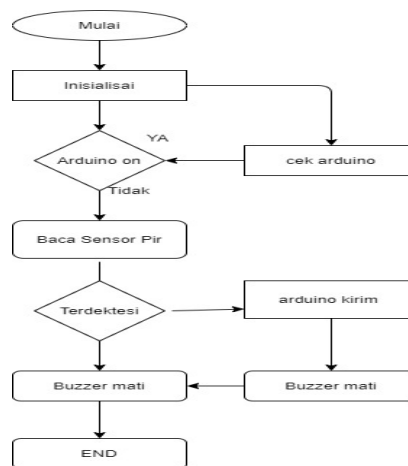 Mulai
Inisialisai
YA
Arduino on
cek arduino
Tidak
Baca Sensor Pir
Terdektesi
arduino kirim
Buzzer mati
Buzzer mati
END